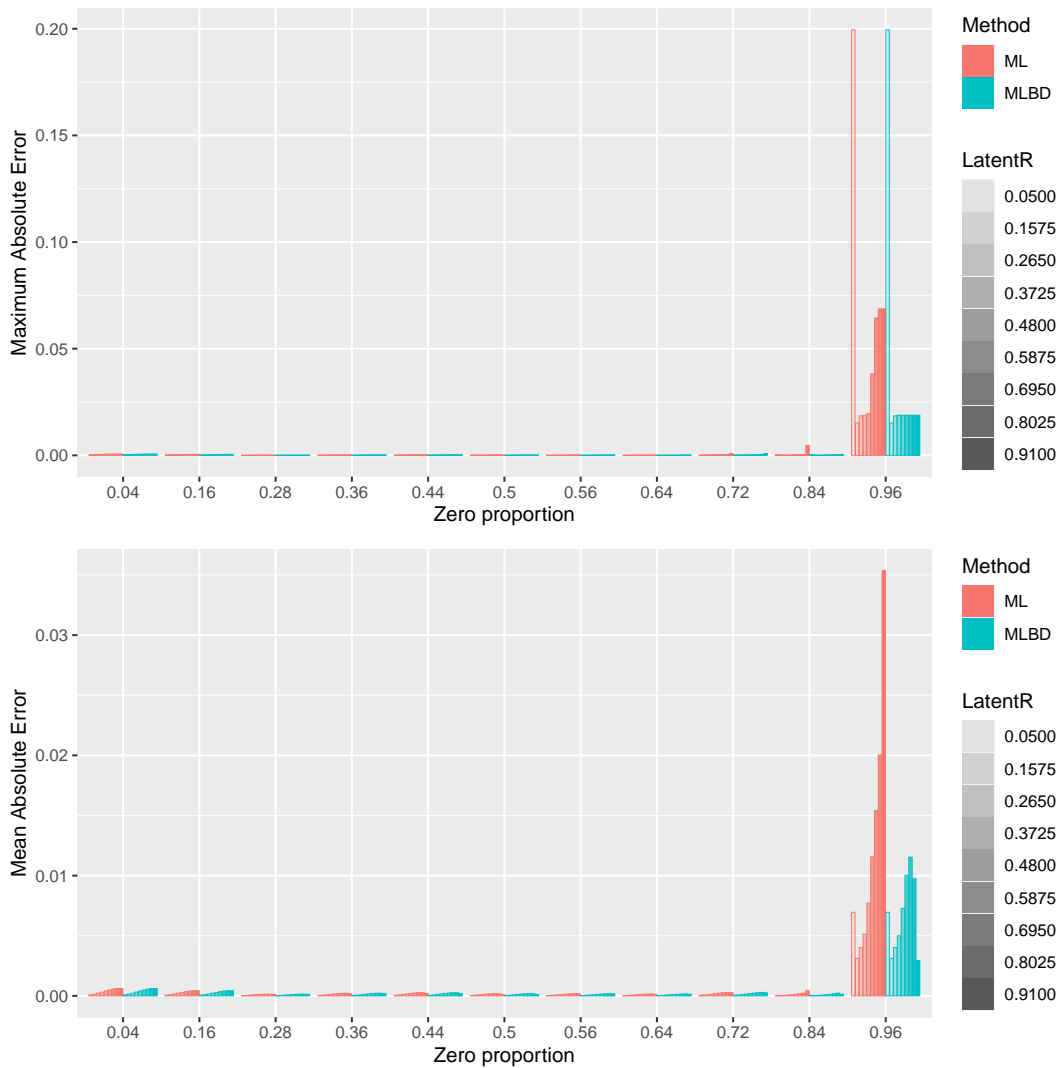 Maximum Absolute Error
0.20
0.15
0.10
0.05
0.00
0.04 0.16 0.28 0.36 0.44 0.5 0.56 0.64 0.72 0.84 0.96
Zero proportion
Method
ML
MLBD
LatentR
0.0500
0.1575
0.2650
0.3725
0.4800
0.5875
0.6950
0.8025
0.9100
Mean Absolute Error
0.03
0.02
0.01
0.00
0.04 0.16 0.28 0.36 0.44 0.5 0.56 0.64 0.72 0.84 0.96
Zero proportion
Method
ML
MLBD
LatentR
0.0500
0.1575
0.2650
0.3725
0.4800
0.5875
0.6950
0.8025
0.9100